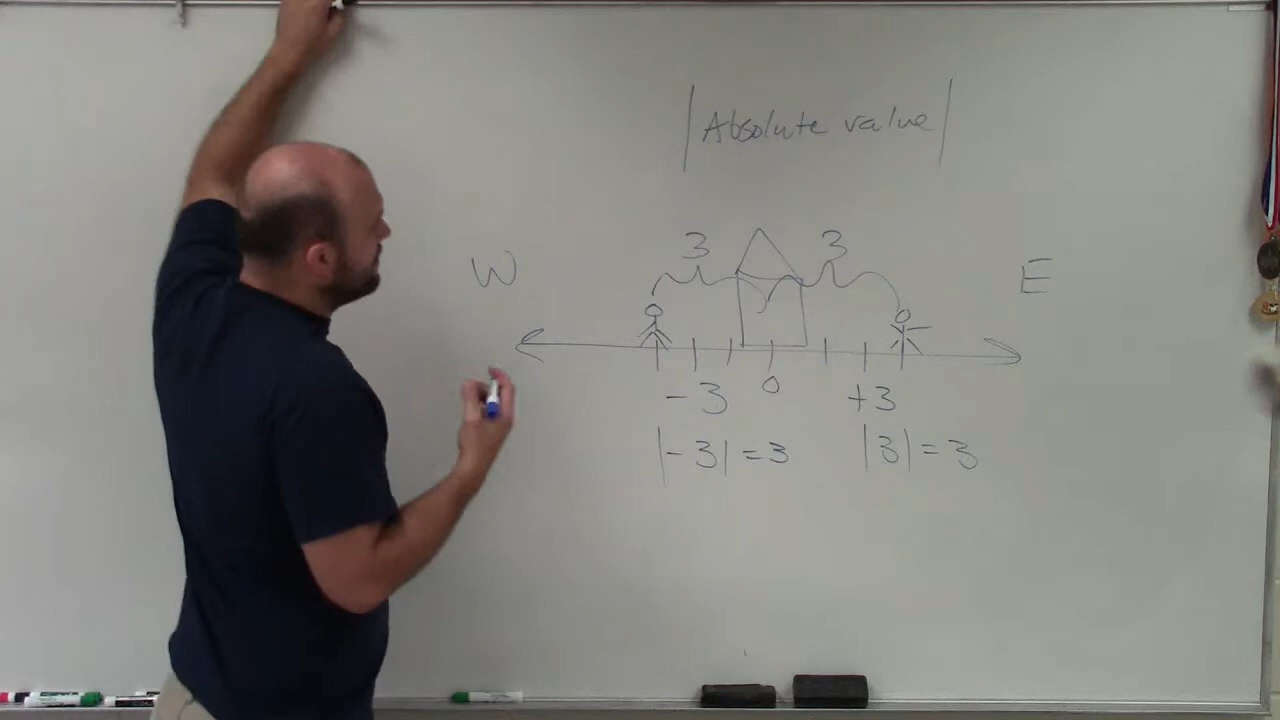 |Absolute value|
3 3
W E
0
-3 +3
|-3| = 3 |3| = 3